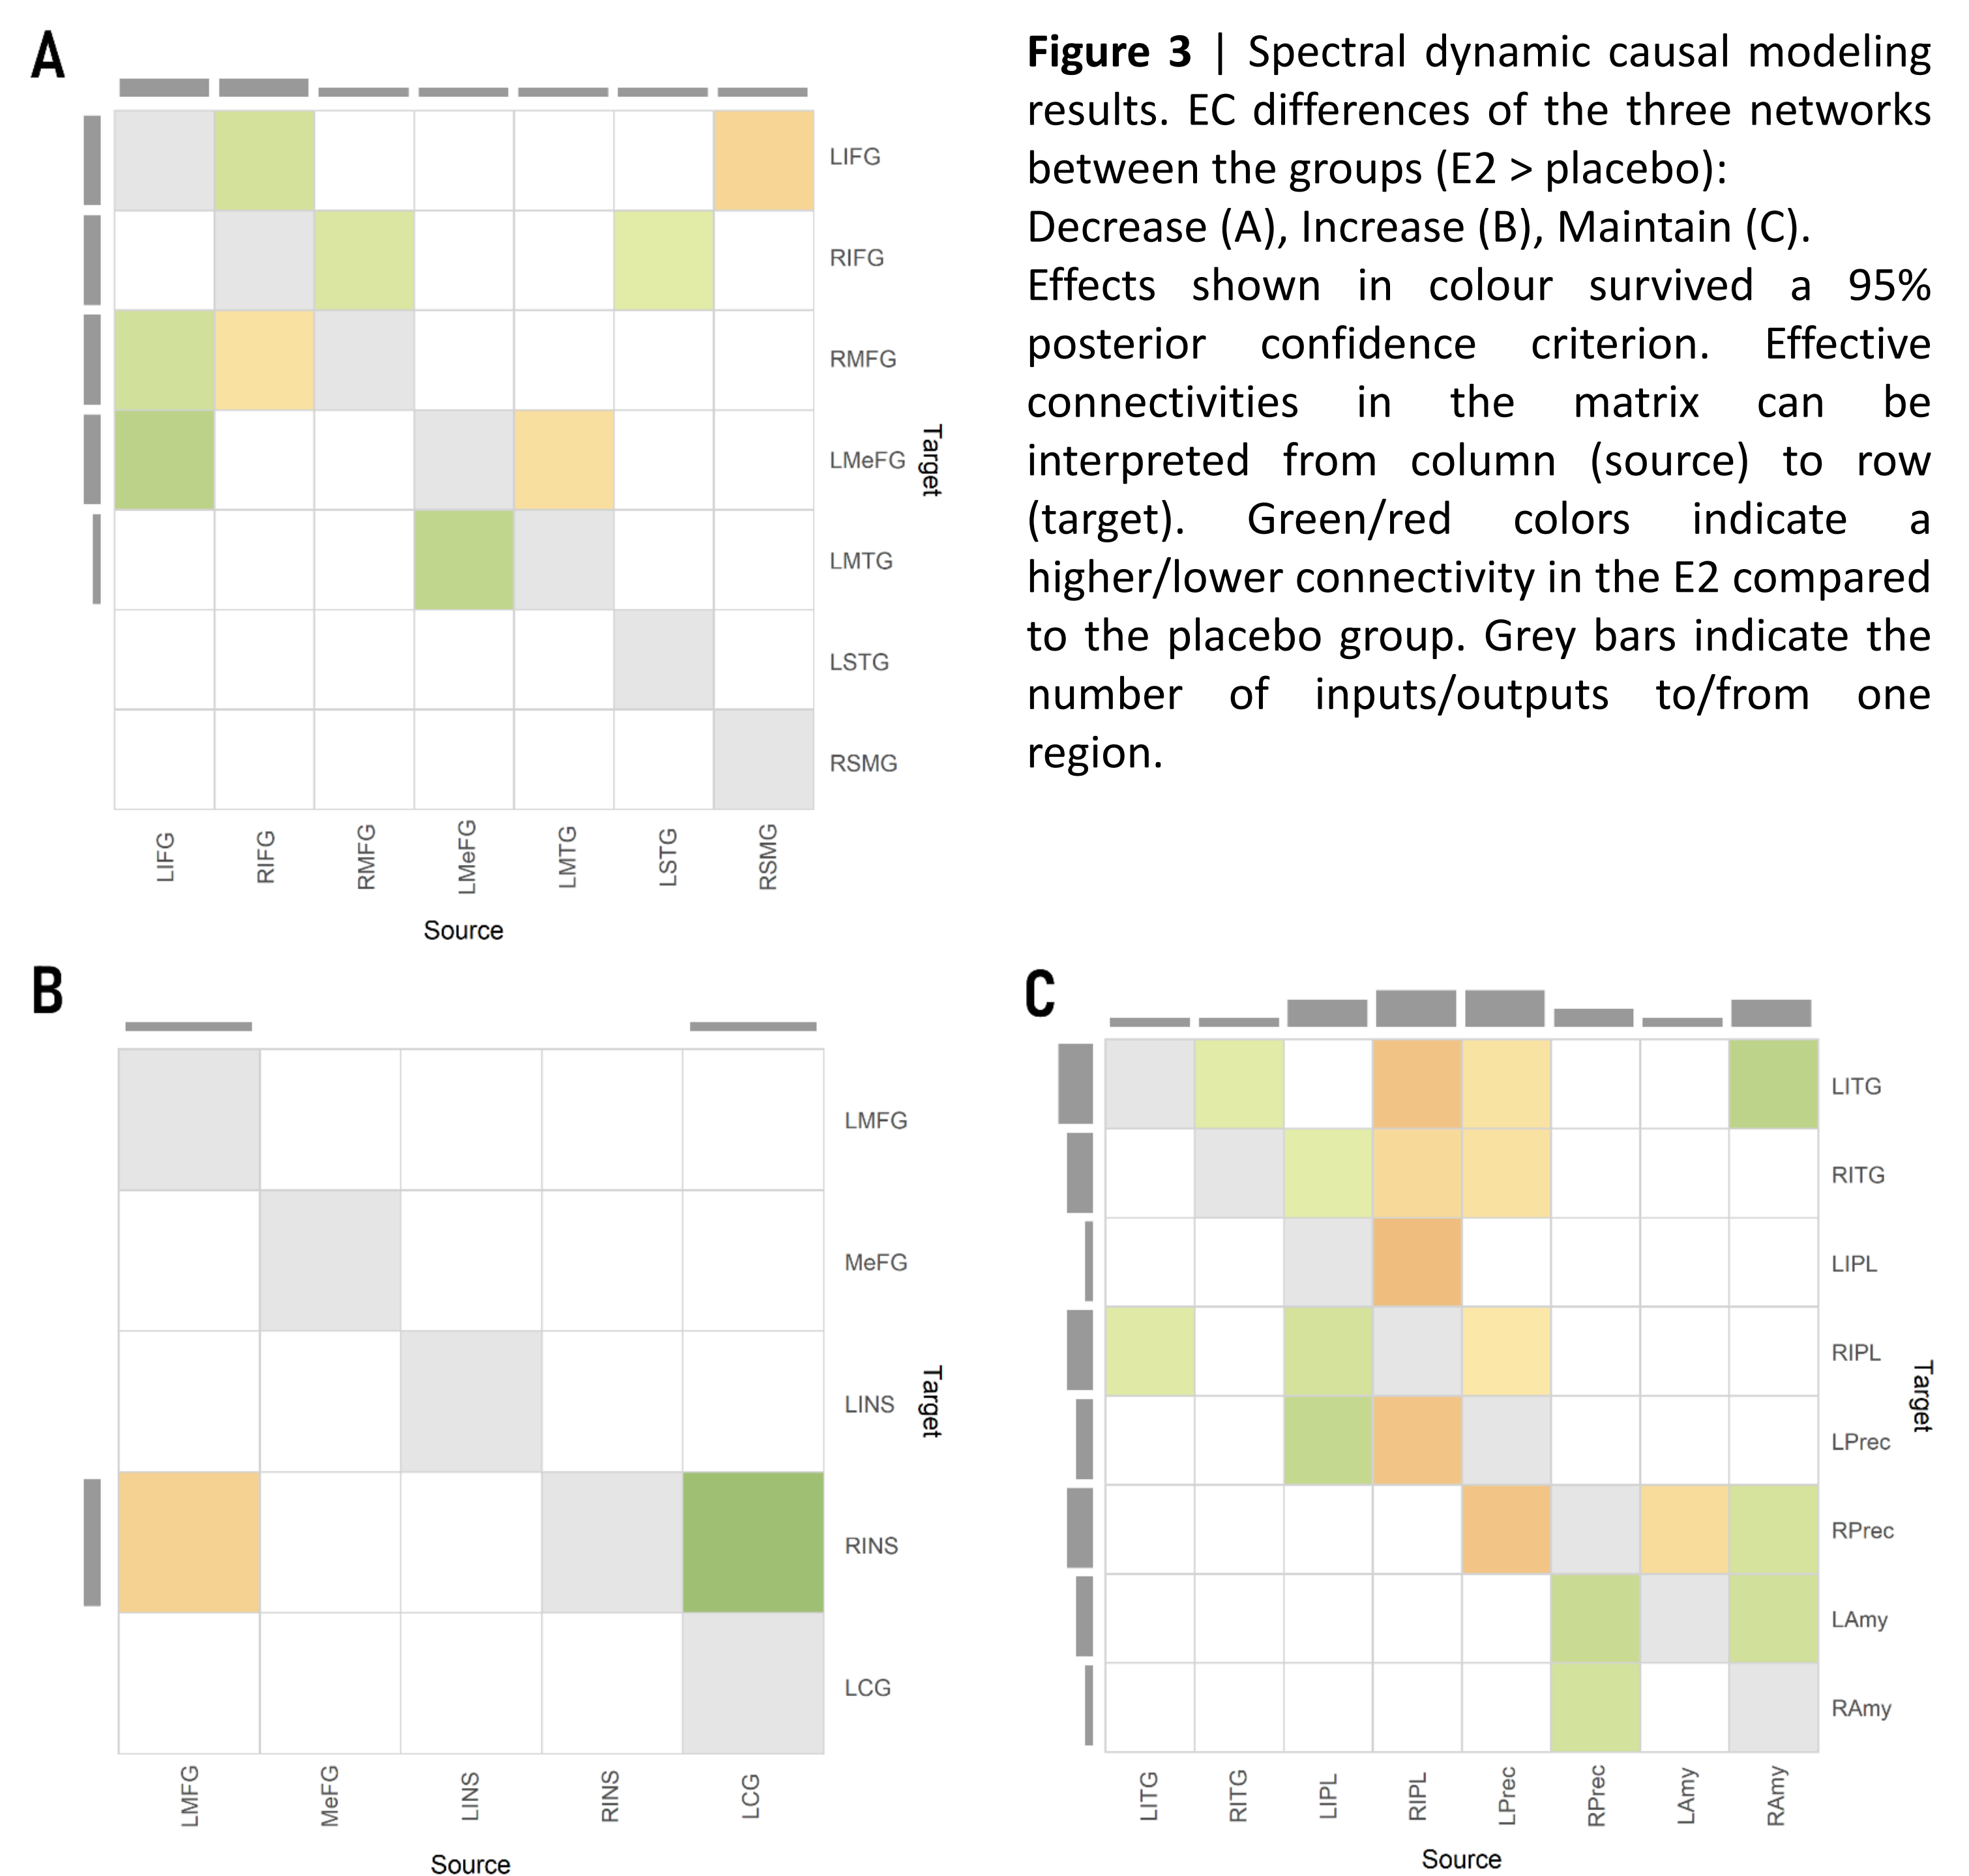 A
Figure 3 | Spectral dynamic causal modeling
results. EC differences of the three networks
between the groups (E2 > placebo):
Decrease (A), Increase (B), Maintain (C).
Effects shown in colour survived a 95%
posterior confidence criterion. Effective
connectivities in the matrix can be
interpreted from column (source) to row
(target). Green/red colors indicate a
higher/lower connectivity in the E2 compared
to the placebo group. Grey bars indicate the
number of inputs/outputs to/from one
region.
LIFG
RIFG
RMFG
LMeFG
LMTG
LSTG
RSMG
Target
LIFG
RIFG
RMFG
LMeFG
LMTG
LSTG
RSMG
Source
B
LMFG
MeFG
LINS
RINS
LCG
Target
LMFG
MeFG
LINS
RINS
LCG
Source
C
LITG
RITG
LIPL
RIPL
LPrec
RPrec
LAmy
RAmy
Target
LITG
RITG
LIPL
RIPL
LPrec
RPrec
LAmy
RAmy
Source